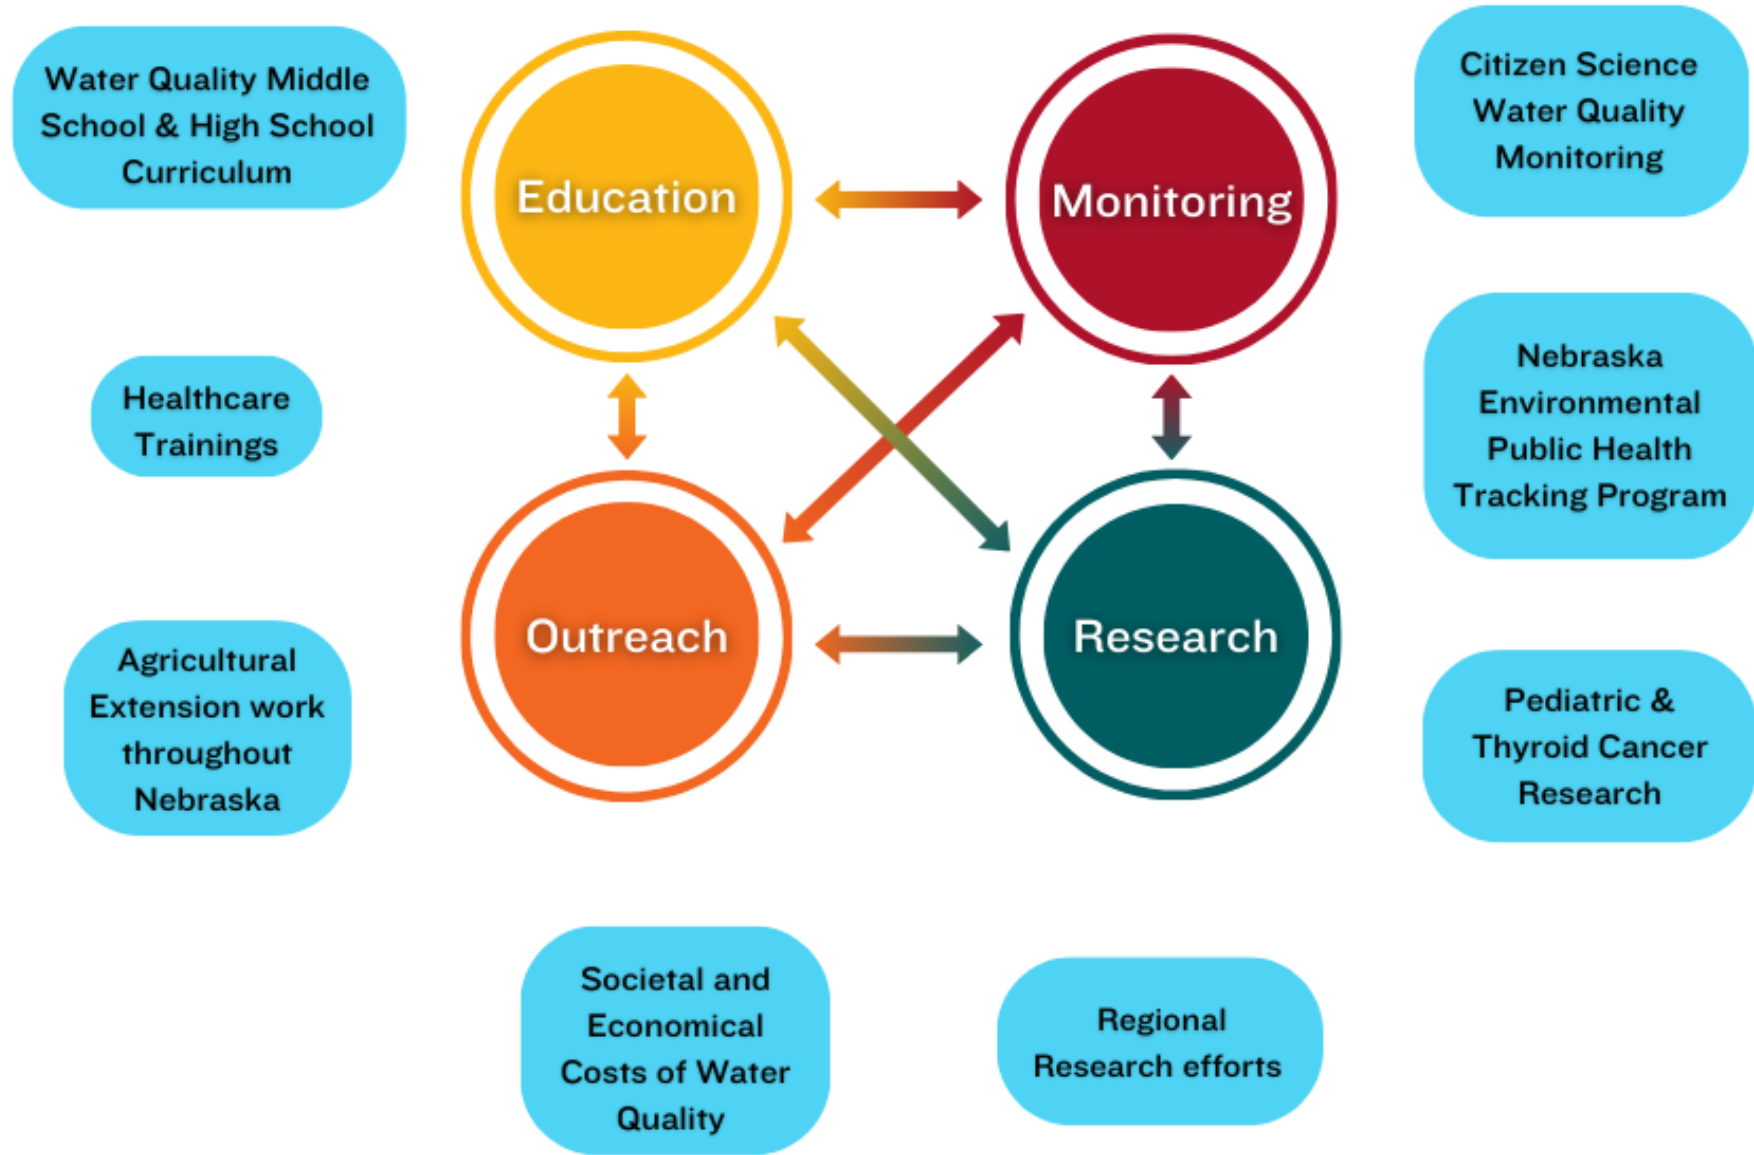 Water Quality Middle
School & High School
Curriculum
Education
Monitoring
Citizen Science
Water Quality
Monitoring
Healthcare
Trainings
Nebraska
Environmental
Public Health
Tracking Program
Agricultural
Extension work
throughout
Nebraska
Outreach
Research
Pediatric &
Thyroid Cancer
Research
Societal and
Economical
Costs of Water
Quality
Regional
Research efforts